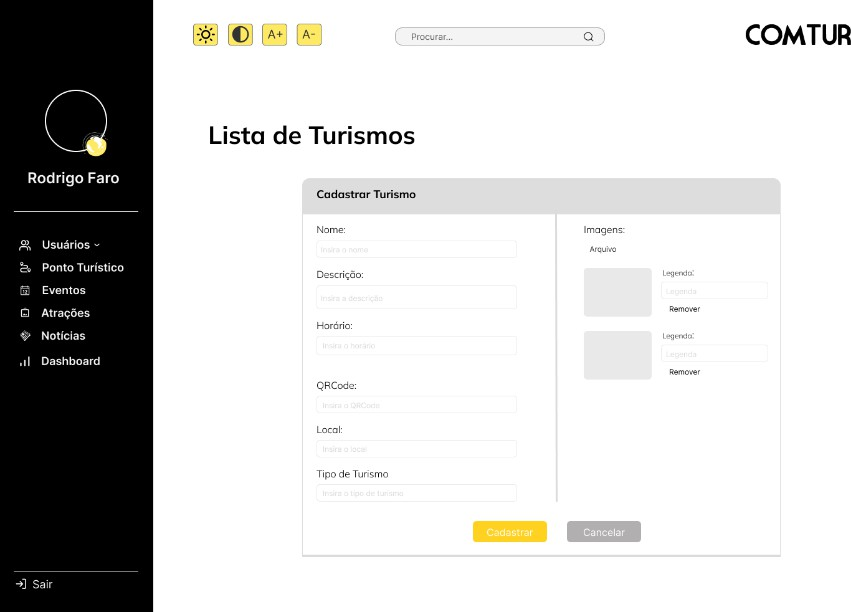 A+
A-
Procurar...
COMTUR
Rodrigo Faro
Usuários
Ponto Turístico
Eventos
Atrações
Notícias
Dashboard
Sair
Lista de Turismos
Cadastrar Turismo
Nome:
Insira o nome
Descrição:
Insira a descrição
Horário:
Insira o horário
QRCode:
Insira o QRCode
Local:
Insira o local
Tipo de Turismo
Insira o tipo de turismo
Imagens:
Arquivo
Legenda:
Legenda
Remover
Legenda:
Legenda
Remover
Cadastrar
Cancelar